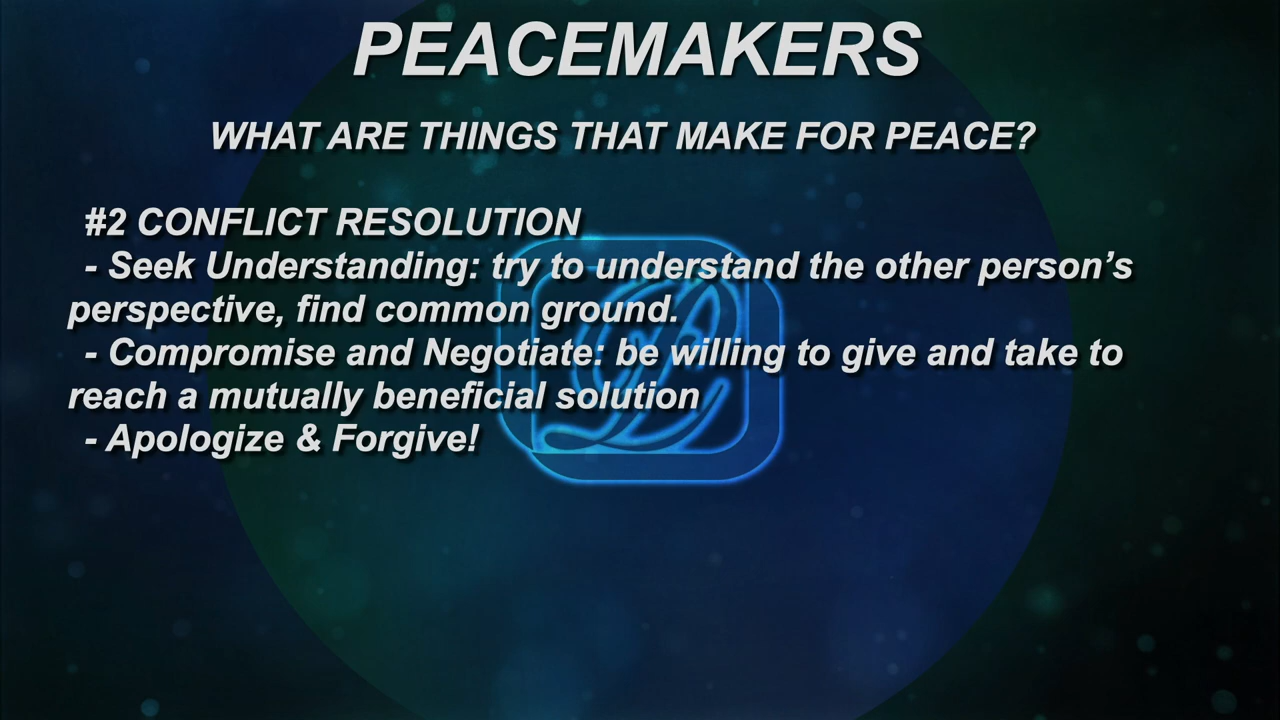 PEACEMAKERS
WHAT ARE THINGS THAT MAKE FOR PEACE?
#2 CONFLICT RESOLUTION
- Seek Understanding: try to understand the other person’s
perspective, find common ground.
- Compromise and Negotiate: be willing to give and take to
reach a mutually beneficial solution
- Apologize & Forgive!